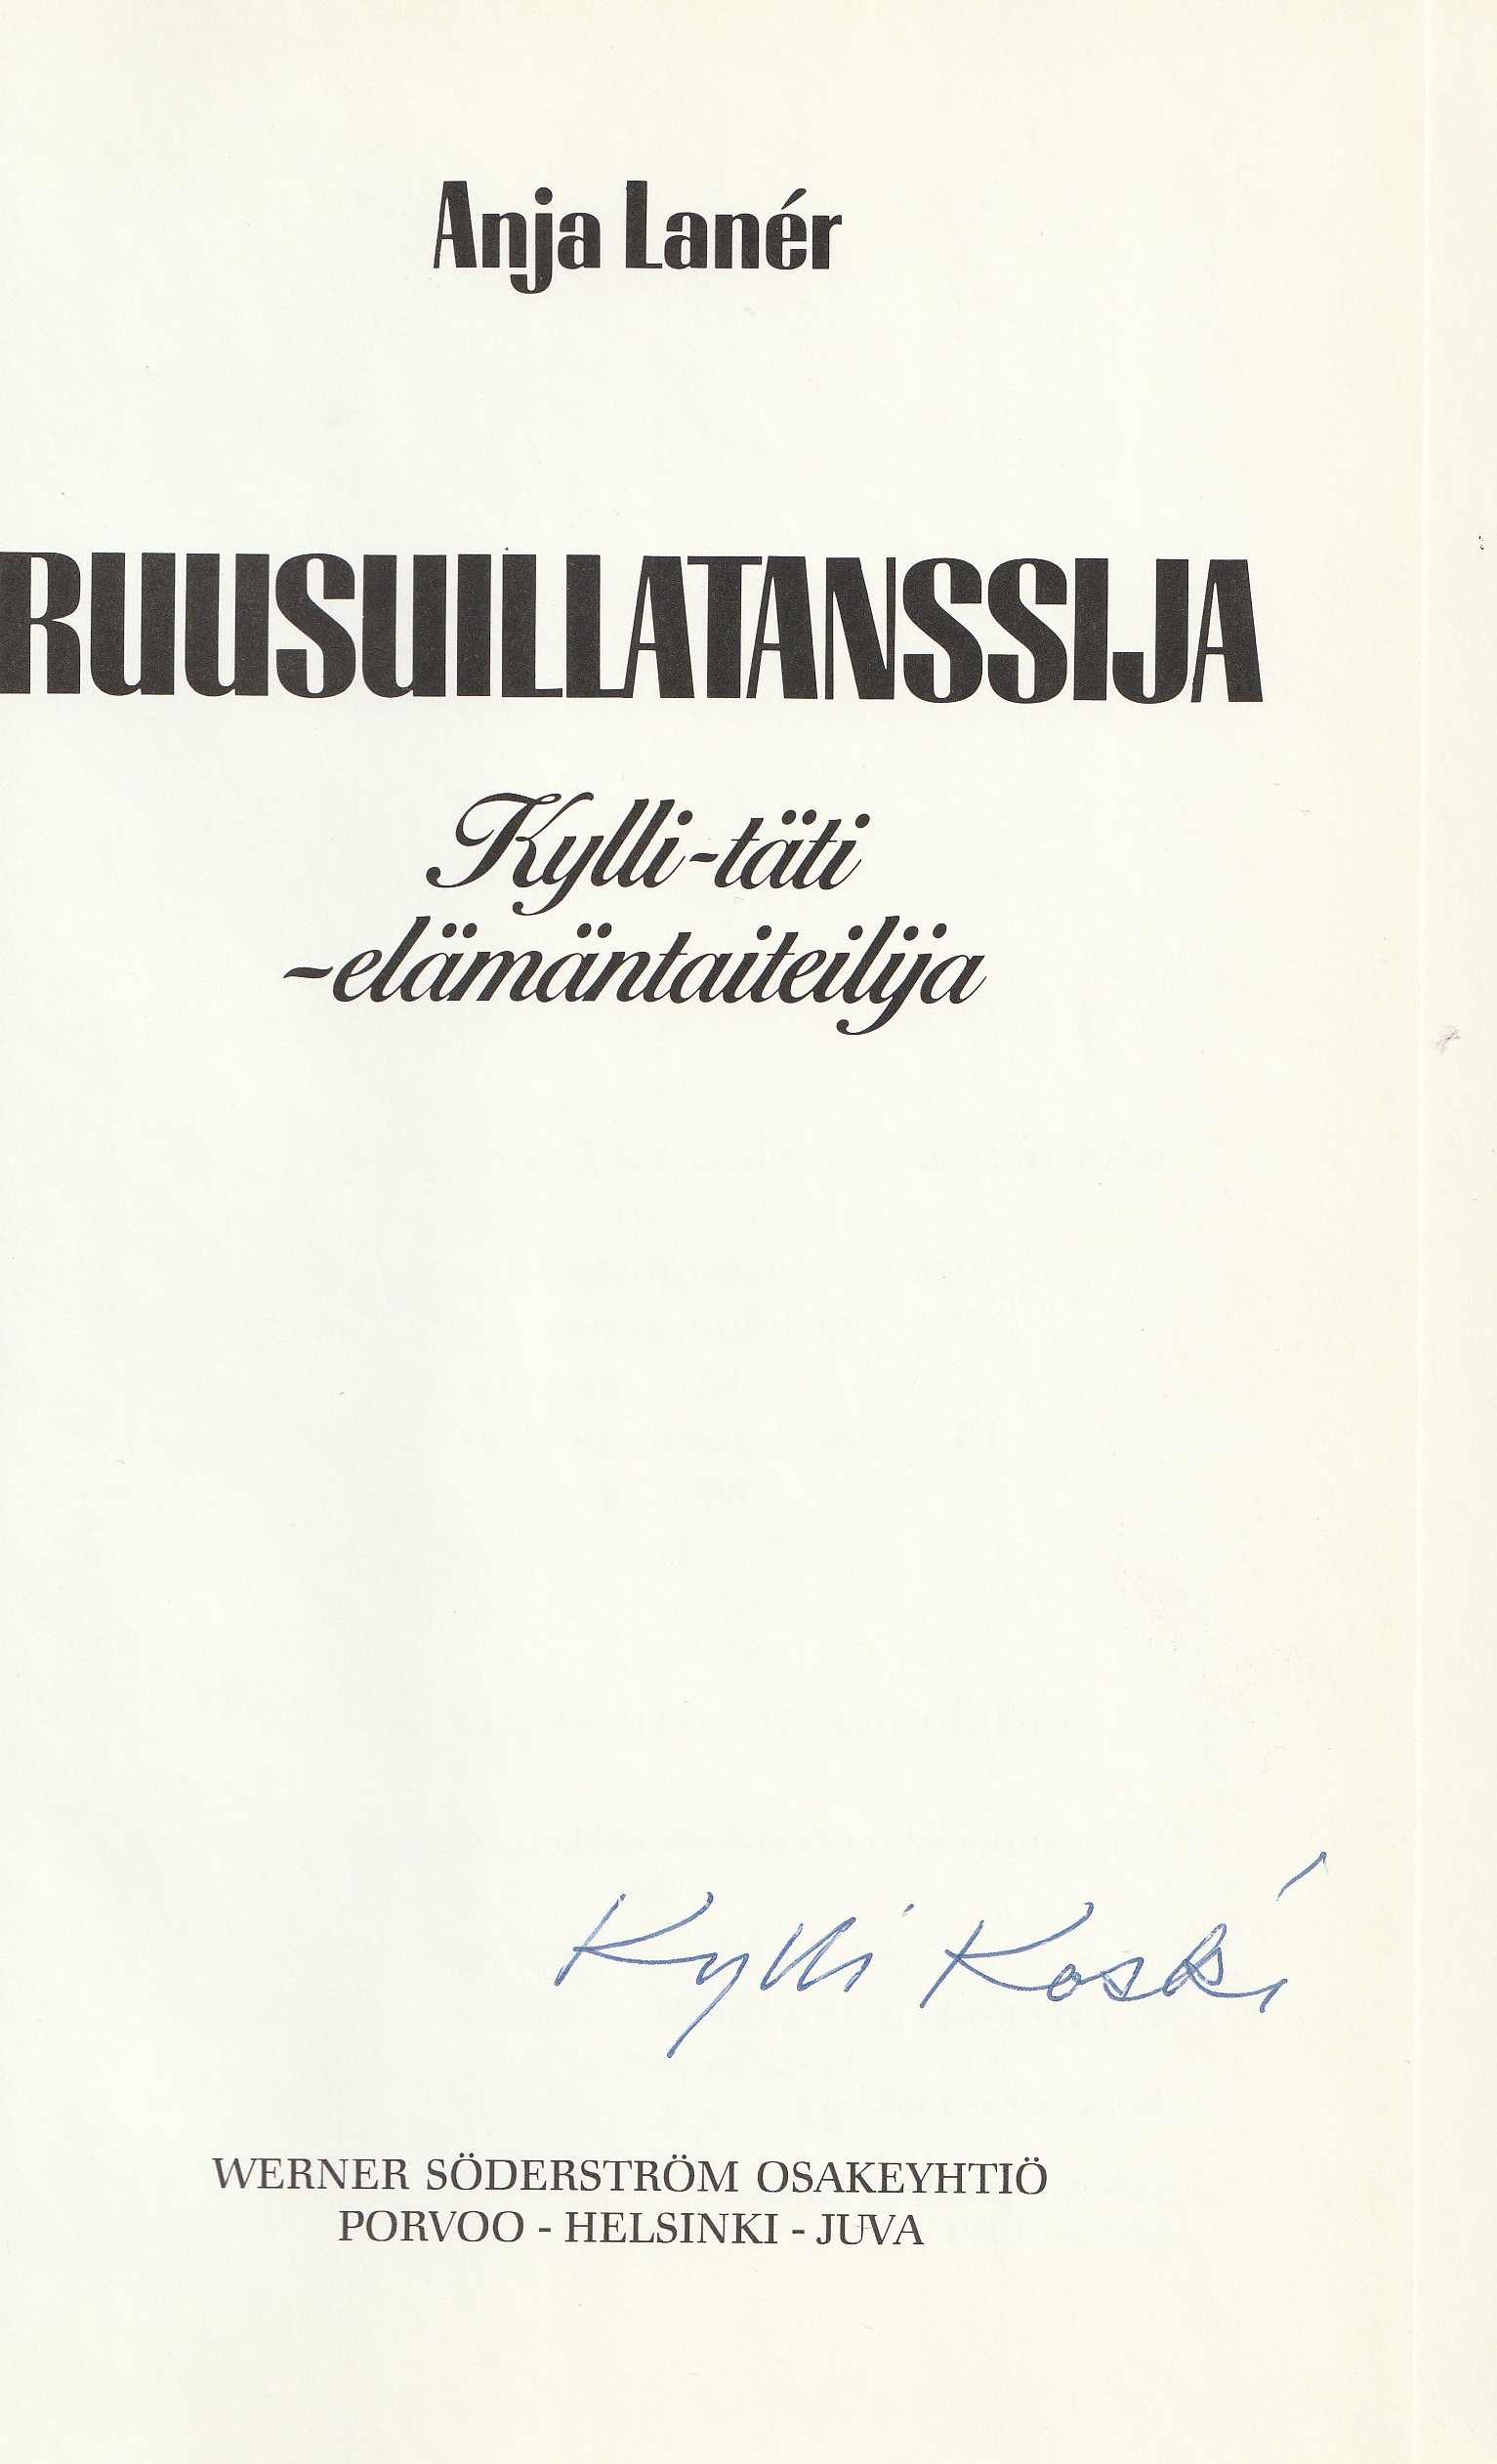 Anja Lanér
RUUSUILLATANSSIJA
Kylli-täti
-elämäntaiteilija
Kylli Koski
WERNER SÖDERSTRÖM OSAKEYHTIÖ
PORVOO - HELSINKI - JUVA